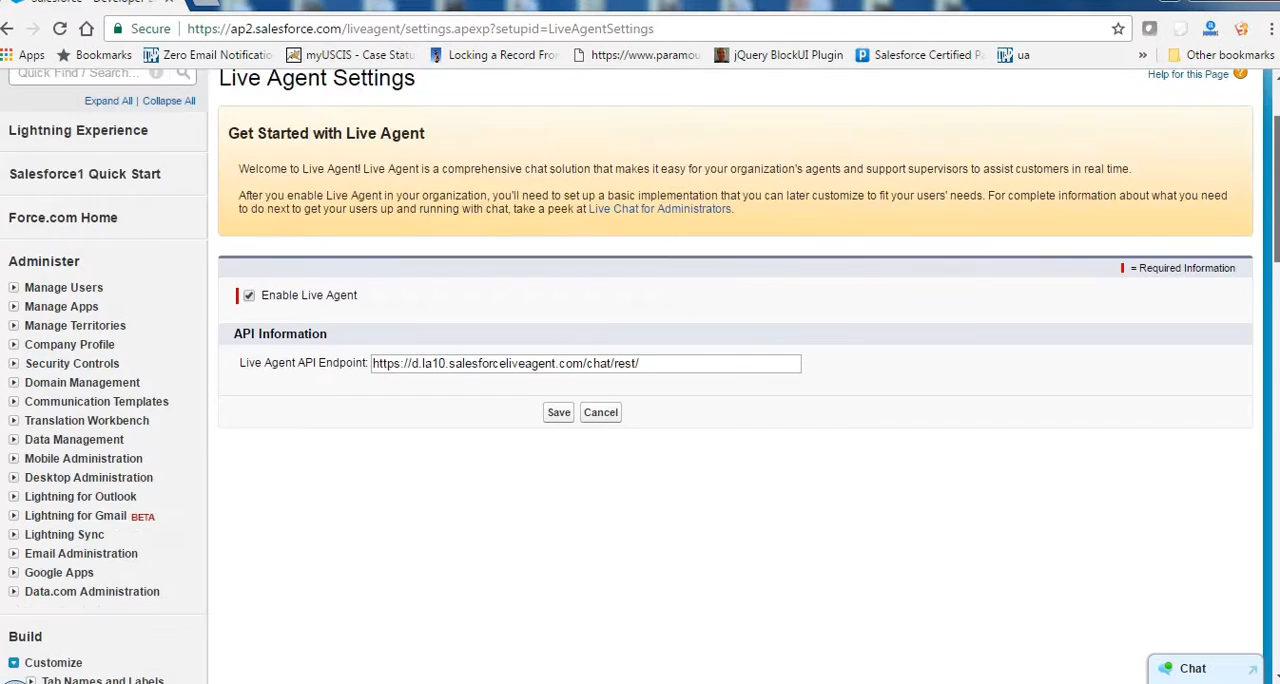 Salesforce - Developer E
Secure https://ap2.salesforce.com/liveagent/settings.apexp?setupid=LiveAgentSettings
Apps Bookmarks Zero Email Notificatio myUSCIS - Case Statu Locking a Record Fro https://www.paramou jQuery BlockUI Plugin Salesforce Certified Pa ua » Other bookmarks
Quick Find / Search...
Expand All | Collapse All
Lightning Experience
Salesforce1 Quick Start
Force.com Home
Administer
Manage Users
Manage Apps
Manage Territories
Company Profile
Security Controls
Domain Management
Communication Templates
Translation Workbench
Data Management
Mobile Administration
Desktop Administration
Lightning for Outlook
Lightning for Gmail BETA
Lightning Sync
Email Administration
Google Apps
Data.com Administration
Build
Customize
Tab Names and Labels
Live Agent Settings
Help for this Page ?
Get Started with Live Agent
Welcome to Live Agent! Live Agent is a comprehensive chat solution that makes it easy for your organization's agents and support supervisors to assist customers in real time.
After you enable Live Agent in your organization, you'll need to set up a basic implementation that you can later customize to fit your users' needs. For complete information about what you need
to do next to get your users up and running with chat, take a peek at Live Chat for Administrators.
= Required Information
Enable Live Agent
API Information
Live Agent API Endpoint: https://d.la10.salesforceliveagent.com/chat/rest/
Save Cancel
Chat